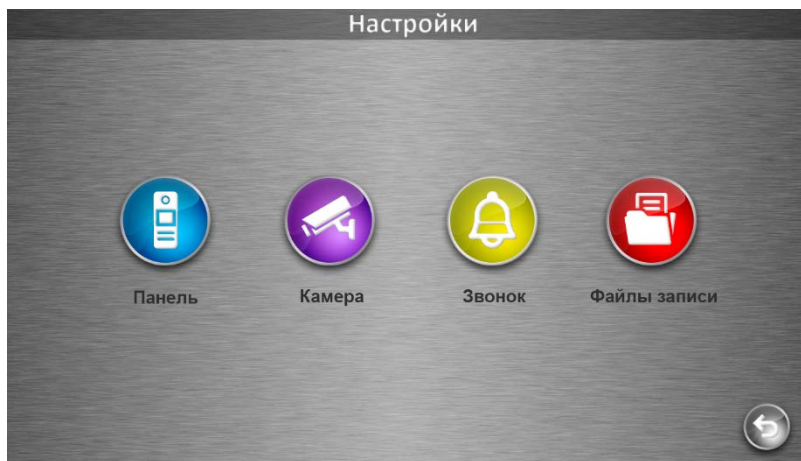 Настройки
Панель
Камера
Звонок
Файлы записи